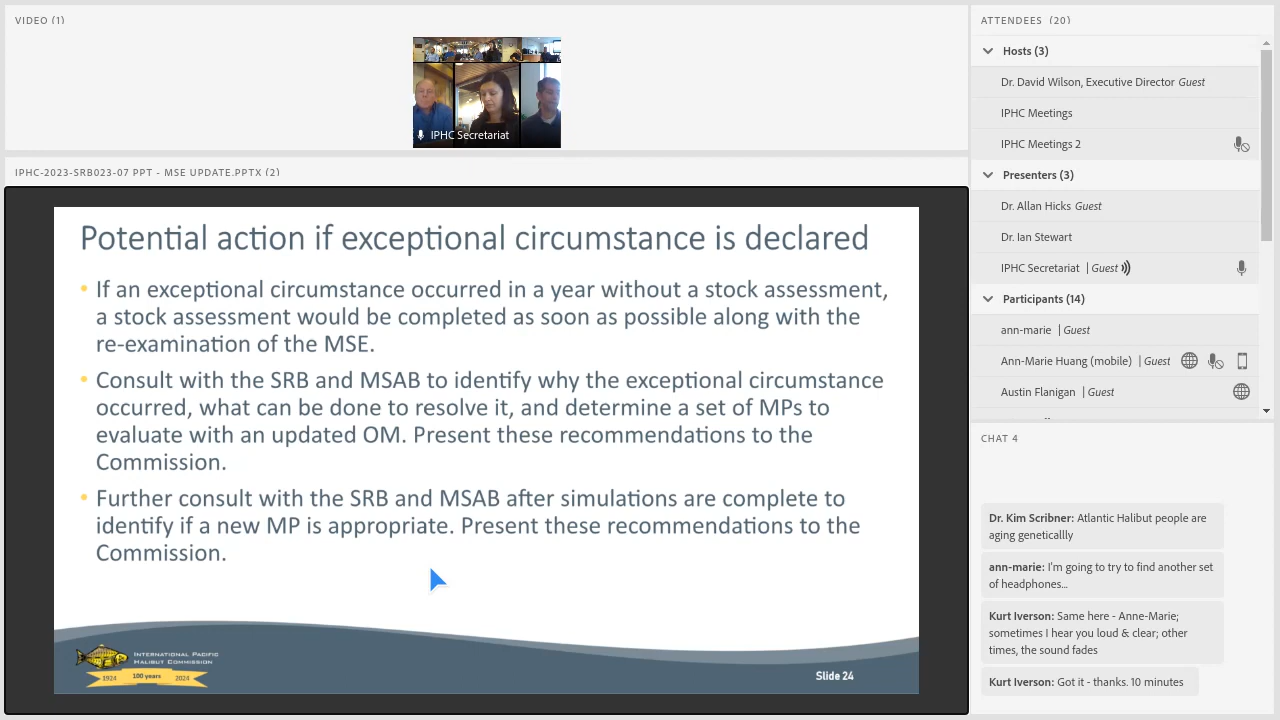 VIDEO (1)
IPHC Secretariat
IPHC-2023-SRB023-07 PPT - MSE UPDATE.PPTX (2)
Potential action if exceptional circumstance is declared
• If an exceptional circumstance occurred in a year without a stock assessment,
a stock assessment would be completed as soon as possible along with the
re-examination of the MSE.
• Consult with the SRB and MSAB to identify why the exceptional circumstance
occurred, what can be done to resolve it, and determine a set of MPs to
evaluate with an updated OM. Present these recommendations to the
Commission.
• Further consult with the SRB and MSAB after simulations are complete to
identify if a new MP is appropriate. Present these recommendations to the
Commission.
INTERNATIONAL PACIFIC
HALIBUT COMMISSION
1924 100 years 2024
Slide 24
ATTENDEES (20)
Hosts (3)
Dr. David Wilson, Executive Director Guest
IPHC Meetings
IPHC Meetings 2
Presenters (3)
Dr. Allan Hicks Guest
Dr. Ian Stewart
IPHC Secretariat | Guest
Participants (14)
ann-marie | Guest
Ann-Marie Huang (mobile) | Guest
Austin Flanigan | Guest
CHAT 4
Dr. Kim Scribner: Atlantic Halibut people are
aging geneticallly
ann-marie: I'm going to try to find another set
of headphones...
Kurt Iverson: Same here - Anne-Marie;
sometimes I hear you loud & clear; other
times, the sound fades
Kurt Iverson: Got it - thanks. 10 minutes